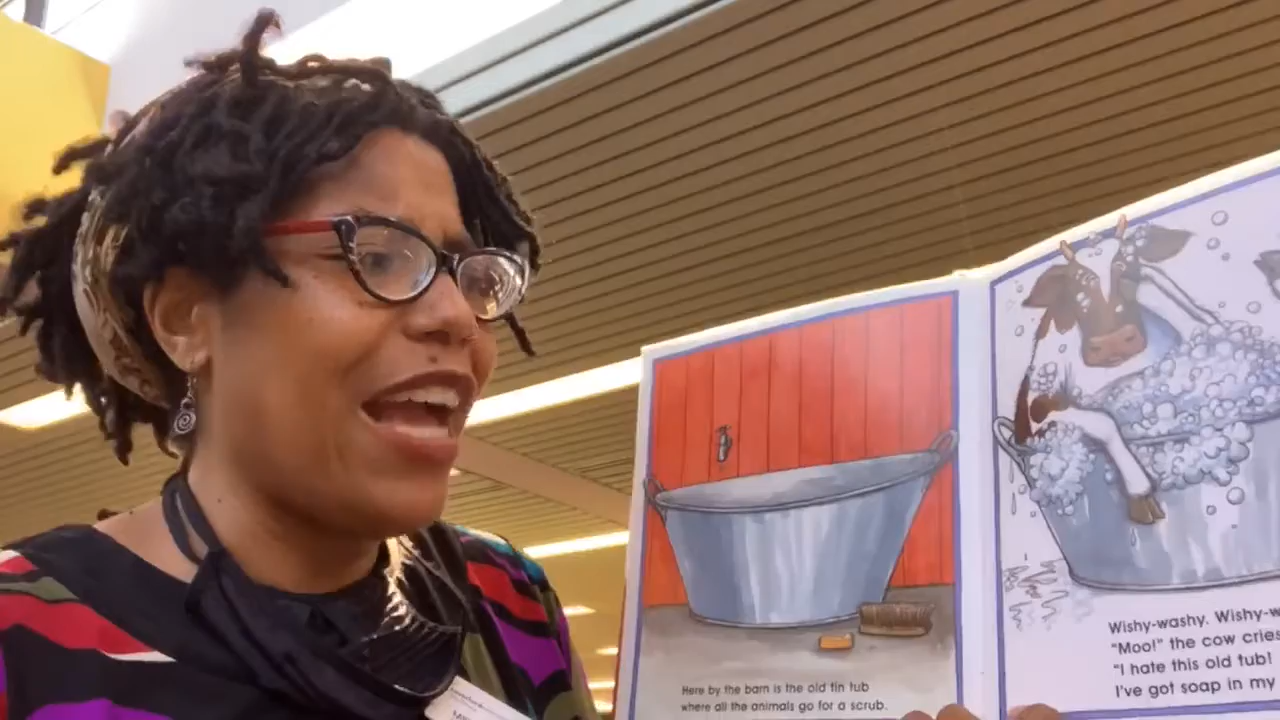 Here by the barn is the old tin tub
where all the animals go for a scrub.
Wishy-washy. Wishy-w
"Moo!" the cow cries
"I hate this old tub!
I've got soap in my